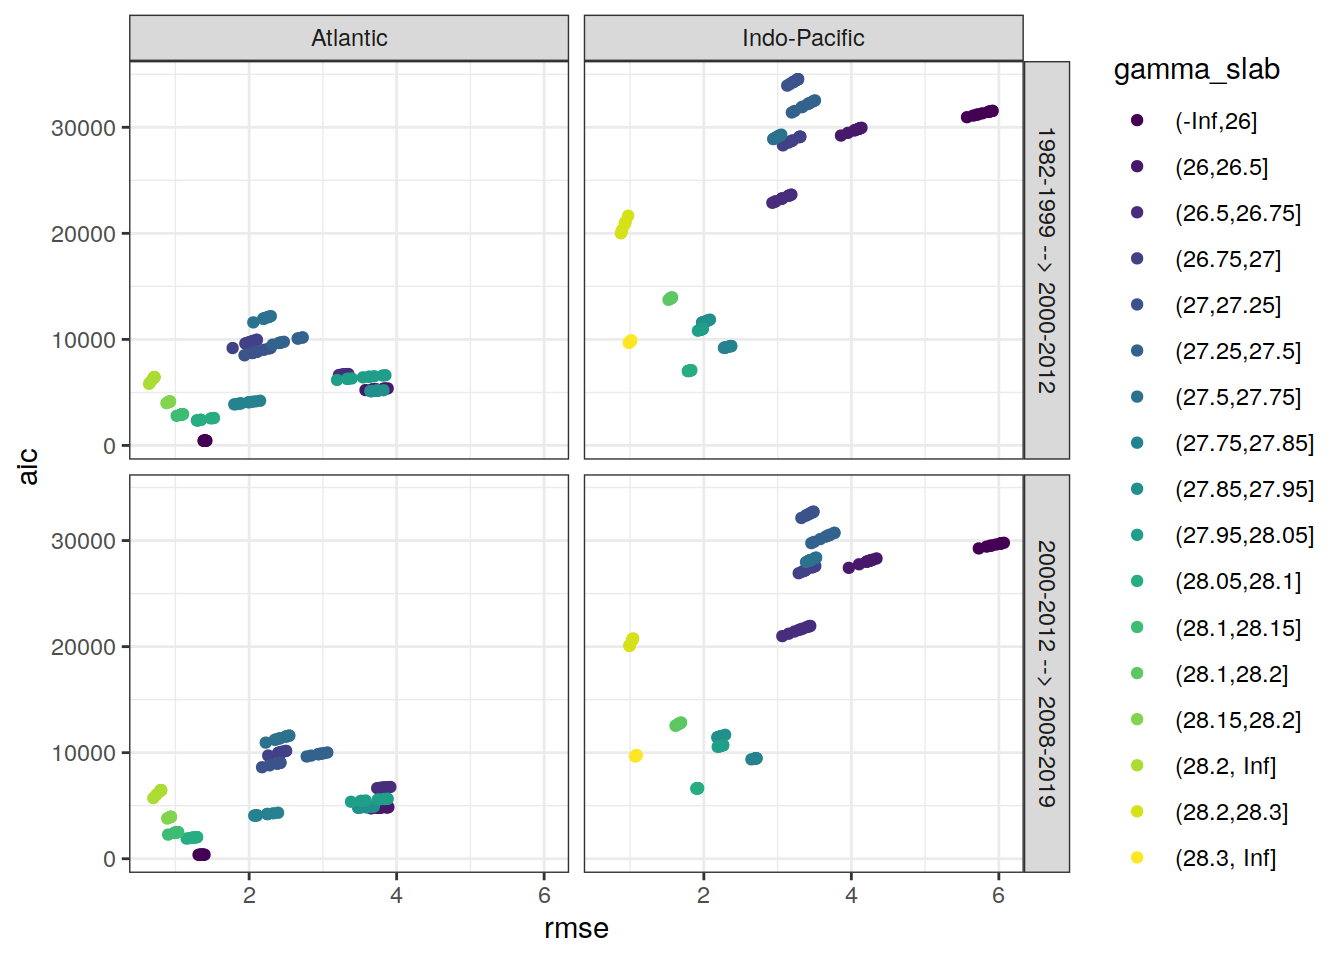 Atlantic
Indo-Pacific
30000
20000
10000
0
1982-1999 --> 2000-2012
30000
20000
10000
0
2000-2012 --> 2008-2019
2
4
6
2
4
6
rmse
aic
gamma_slab
(-Inf,26]
(26,26.5]
(26.5,26.75]
(26.75,27]
(27,27.25]
(27.25,27.5]
(27.5,27.75]
(27.75,27.85]
(27.85,27.95]
(27.95,28.05]
(28.05,28.1]
(28.1,28.15]
(28.1,28.2]
(28.15,28.2]
(28.2, Inf]
(28.2,28.3]
(28.3, Inf]